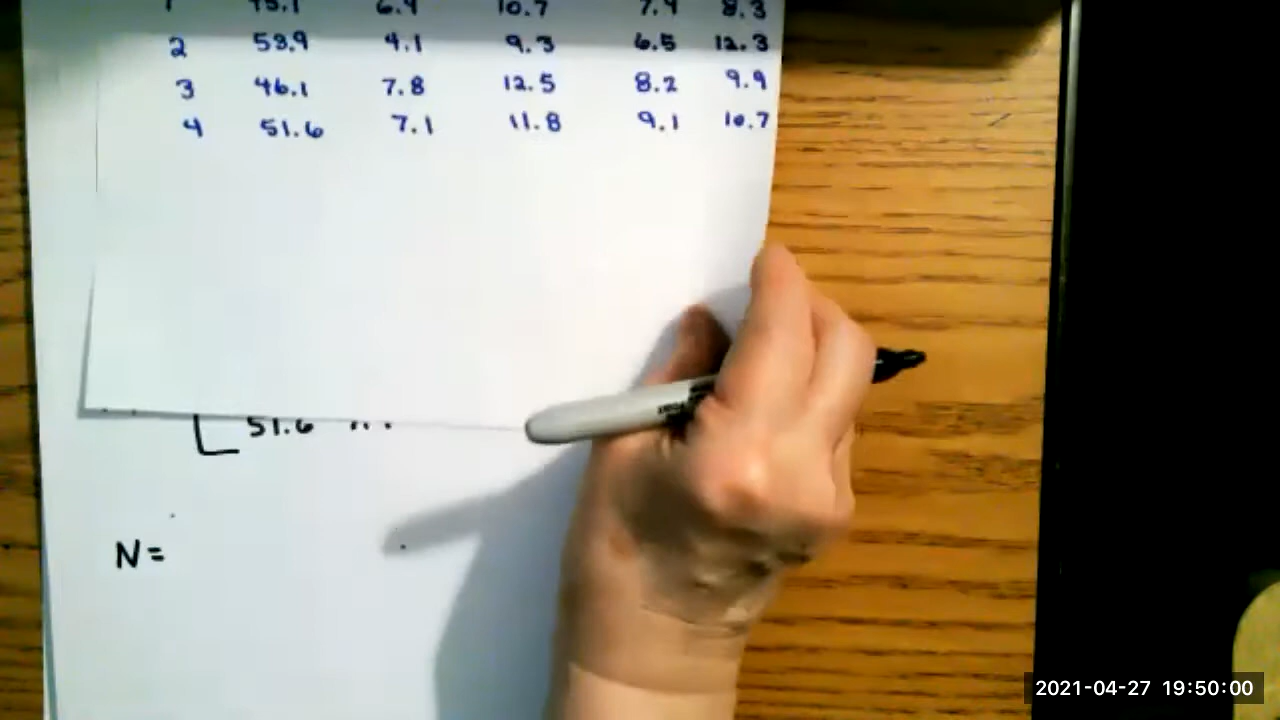 2 53.9 4.1 9.3 6.5 12.3
3 46.1 7.8 12.5 8.2 9.9
4 51.6 7.1 11.8 9.1 10.7
51.6 ...
N=
2021-04-27 19:50:00